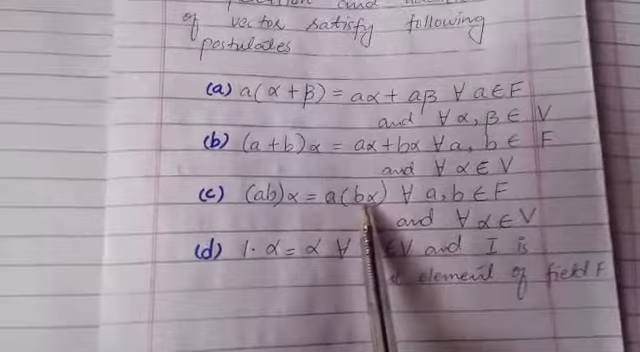 of vector satisfy following
postulates
(a) a(α+β) = aα + aβ ∀ a∈F
and ∀ α, β ∈ V
(b) (a+b)α = aα+bα ∀ a, b ∈ F
and ∀ α∈V
(c) (ab)α = a(bα) ∀ a, b ∈ F
and ∀ α∈V
(d) 1·α = α ∀ ∈V and I is
element of field F